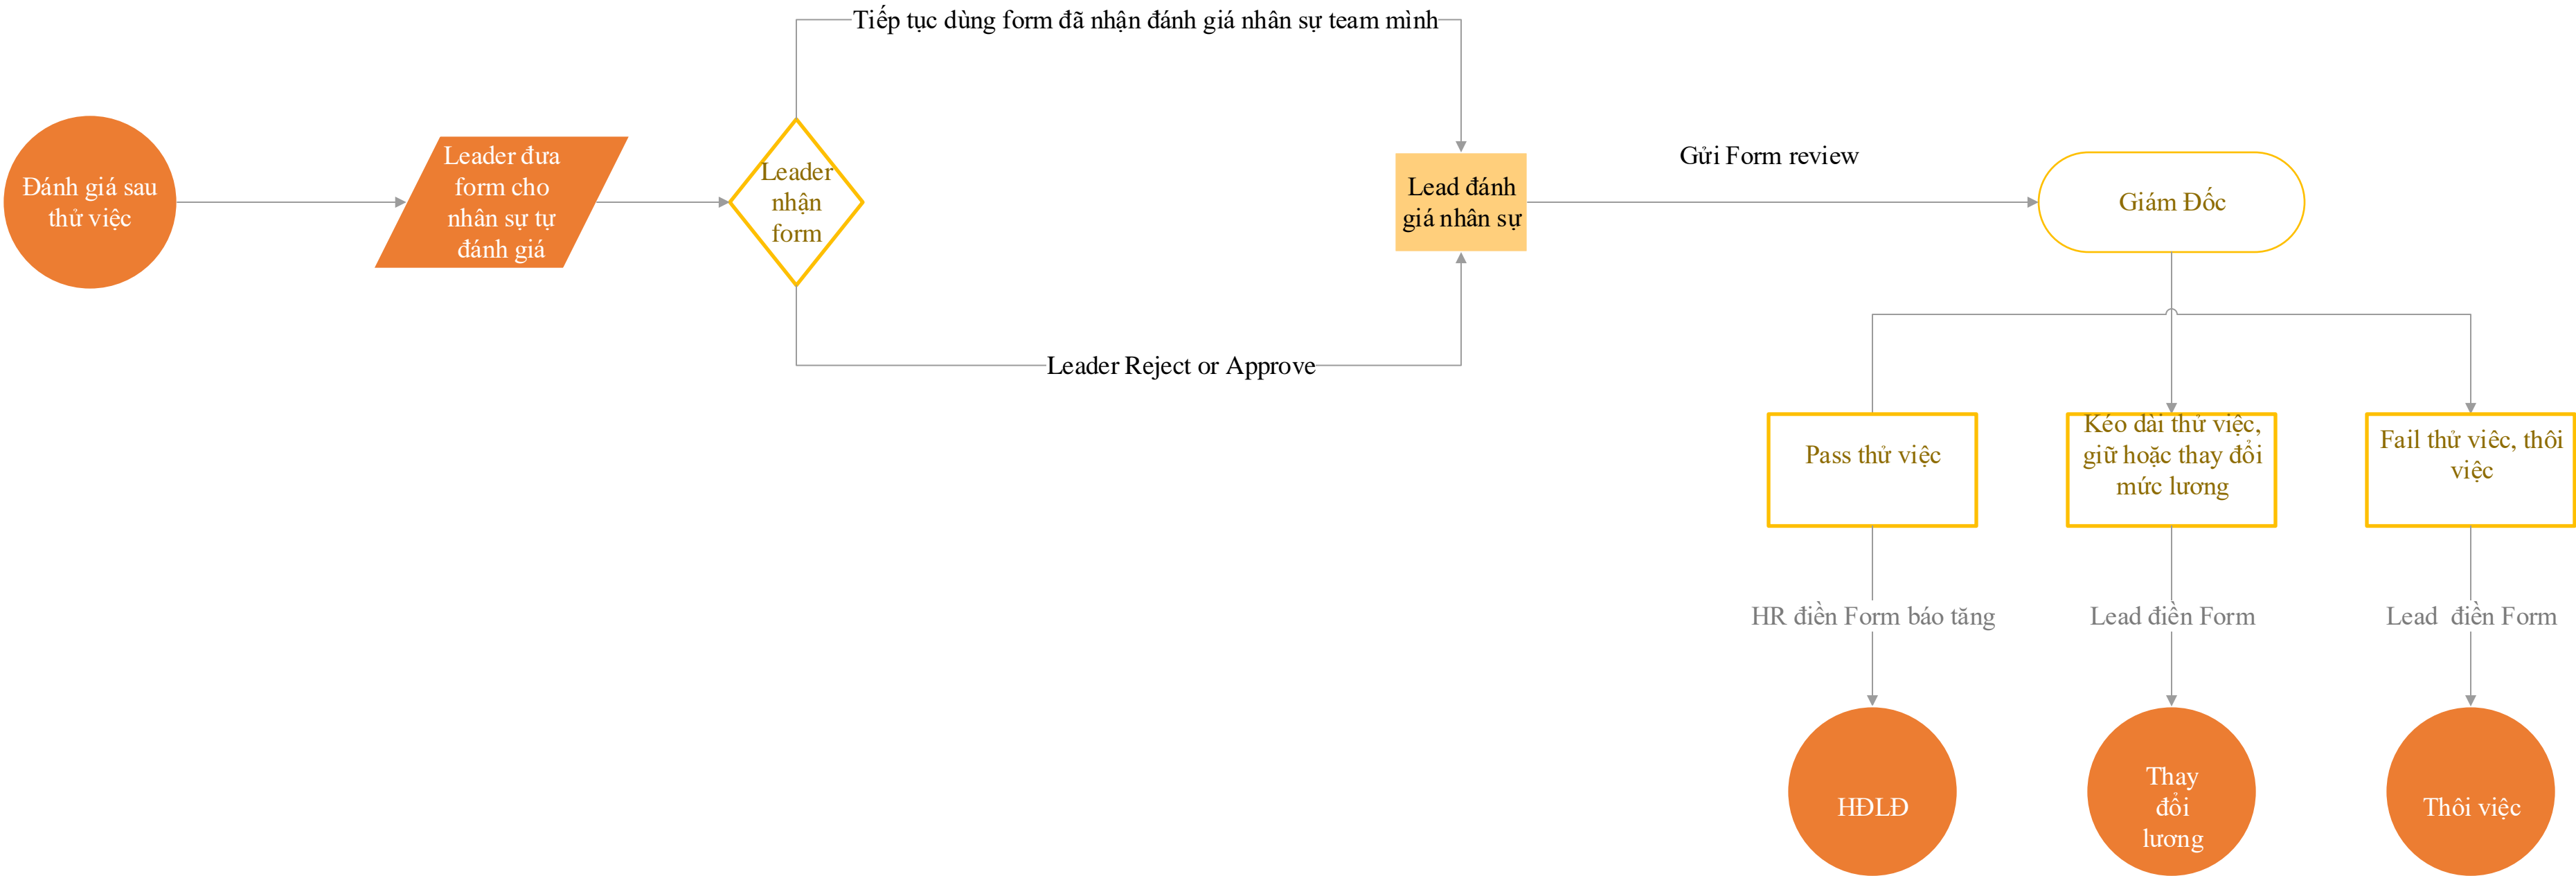 Tiếp tục dùng form đã nhận đánh giá nhân sự team mình
Đánh giá sau
thử việc
Leader đưa
form cho
nhân sự tự
đánh giá
Leader
nhận
form
Lead đánh
giá nhân sự
Gửi Form review
Giám Đốc
Leader Reject or Approve
Pass thử việc
Kéo dài thử việc,
giữ hoặc thay đổi
mức lương
Fail thử viêc, thôi
việc
HR điền Form báo tăng
Lead điền Form
Lead  điền Form
HĐLĐ
Thay
đổi
lương
Thôi việc